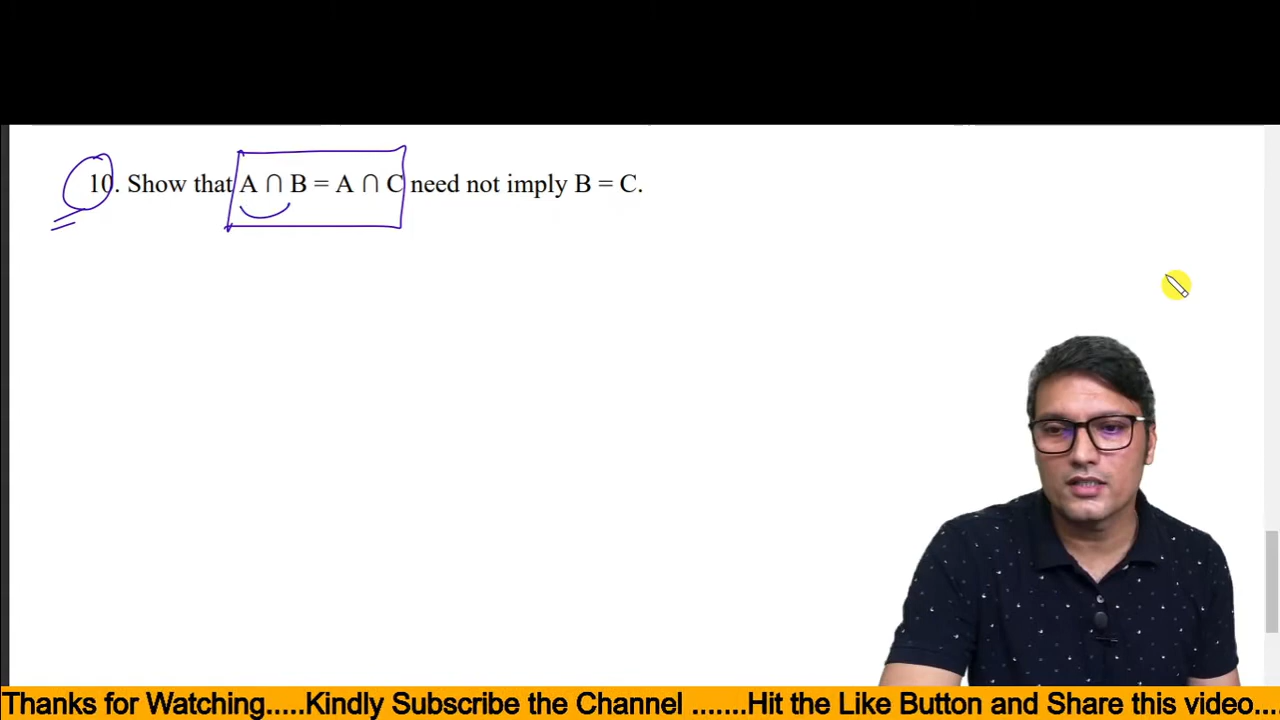 10. Show that A ∩ B = A ∩ C need not imply B = C.
Thanks for Watching.....Kindly Subscribe the Channel .......Hit the Like Button and Share this video...